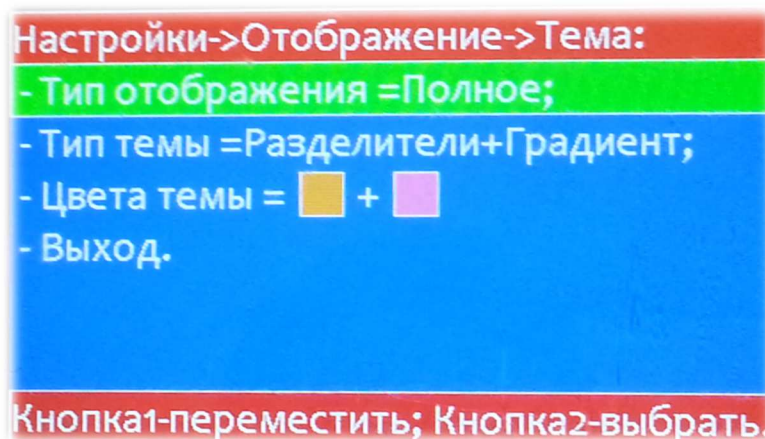 Настройки->Отображение->Тема:
- Тип отображения =Полное;
- Тип темы =Разделители+Градиент;
- Цвета темы = +
- Выход.
Кнопка1-переместить; Кнопка2-выбрать.